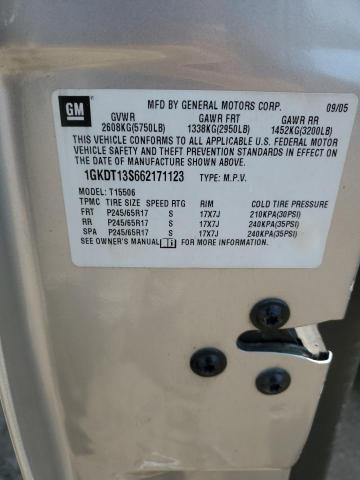 GM
MFD BY GENERAL MOTORS CORP. 09/05
GVWR GAWR FRT GAWR RR
2608KG(5750LB) 1338KG(2950LB) 1452KG(3200LB)
THIS VEHICLE CONFORMS TO ALL APPLICABLE U.S. FEDERAL MOTOR
VEHICLE SAFETY AND THEFT PREVENTION STANDARDS IN EFFECT ON
THE DATE OF MANUFACTURE SHOWN ABOVE.
1GKDT13S662171123 TYPE: M.P.V.
MODEL: T15506
TPMC TIRE SIZE SPEED RTG RIM COLD TIRE PRESSURE
FRT P245/65R17 S 17X7J 210KPA(30PSI)
RR P245/65R17 S 17X7J 240KPA(35PSI)
SPA P245/65R17 S 17X7J 240KPA(35PSI)
SEE OWNER'S MANUAL FOR MORE INFORMATION.